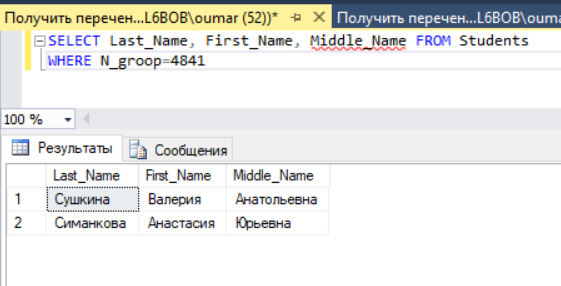 Получить перечен...L6BOB\oumar (52))*
Получить перечен...L6BOB\ouma
SELECT Last_Name, First_Name, Middle_Name FROM Students
WHERE N_groop=4841
100 %
Результаты Сообщения
Last_Name First_Name Middle_Name
1 Сушкина Валерия Анатольевна
2 Симанкова Анастасия Юрьевна